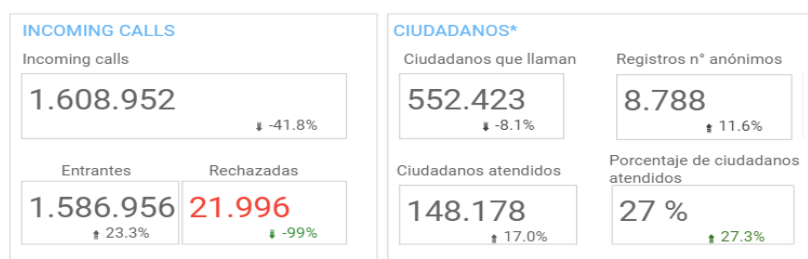 INCOMING CALLS
Incoming calls
1.608.952
⬇ -41.8%
Entrantes
Rechazadas
1.586.956
21.996
⬆ 23.3%
⬇ -99%
CIUDADANOS*
Ciudadanos que llaman
Registros n° anónimos
552.423
8.788
⬇ -8.1%
⬆ 11.6%
Ciudadanos atendidos
Porcentaje de ciudadanos
atendidos
148.178
27 %
⬆ 17.0%
⬆ 27.3%